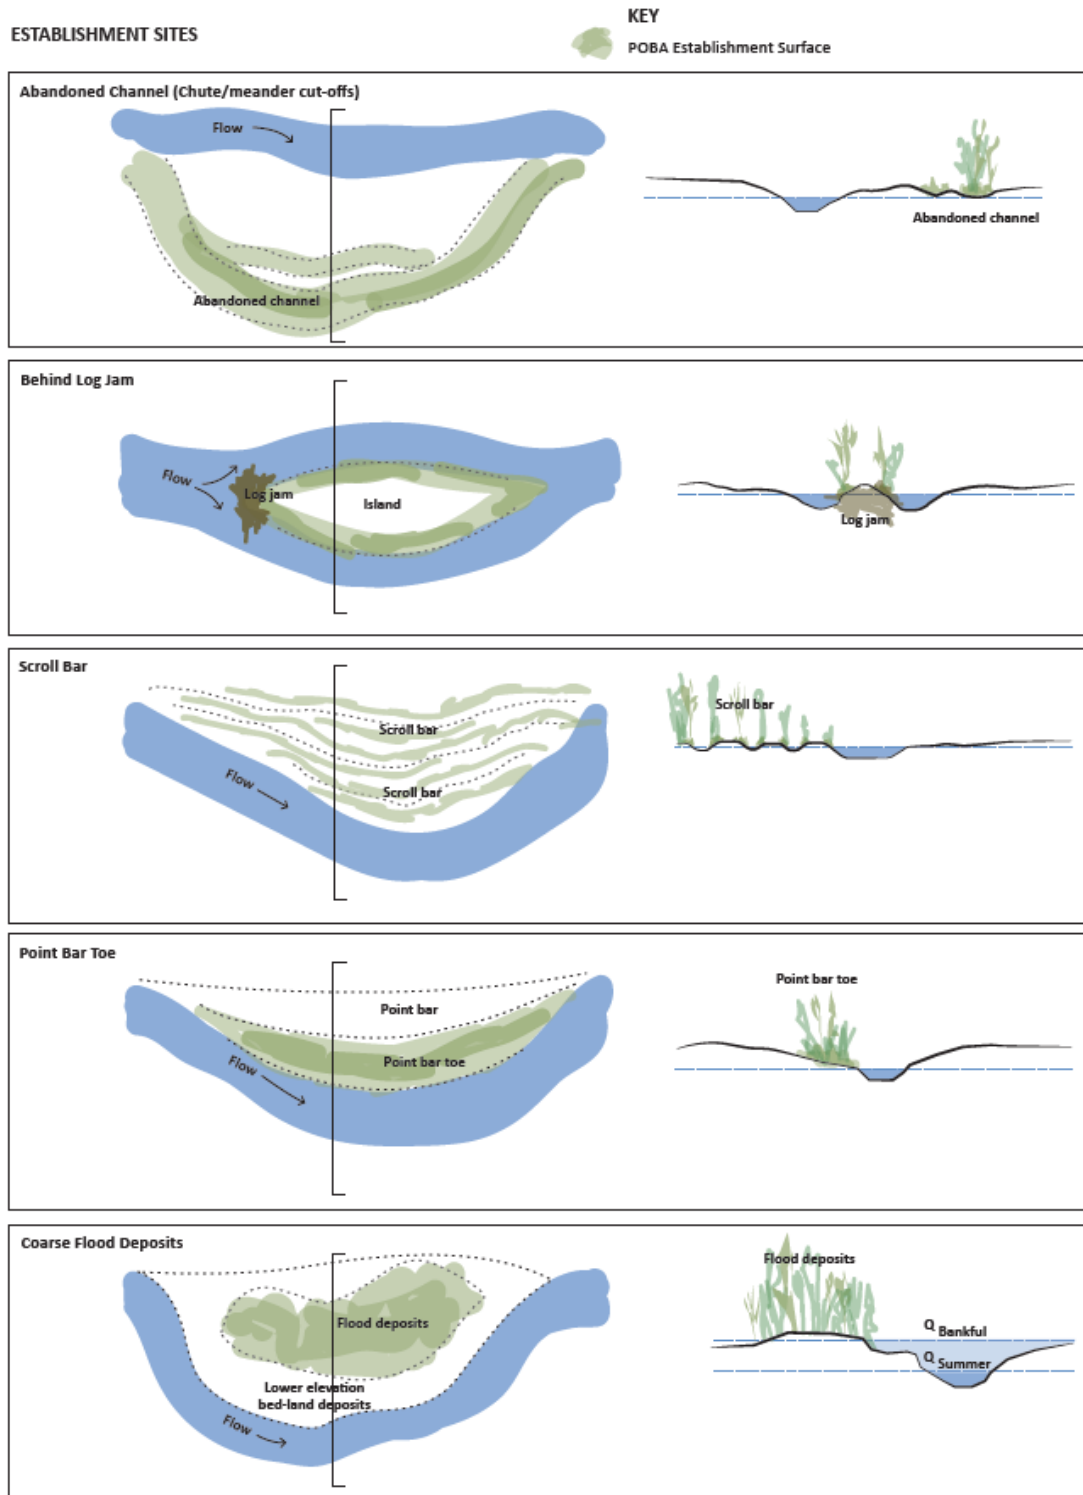 ESTABLISHMENT SITES
KEY
POBA Establishment Surface
Abandoned Channel (Chute/meander cut-offs)
Flow
Abandoned channel
Abandoned channel
Behind Log Jam
Flow
Log jam
Island
Log jam
Scroll Bar
Scroll bar
Scroll bar
Flow
Scroll bar
Point Bar Toe
Point bar
Point bar toe
Flow
Point bar toe
Coarse Flood Deposits
Flood deposits
Lower elevation
bed-land deposits
Flow
Flood deposits
Q Bankful
Q Summer